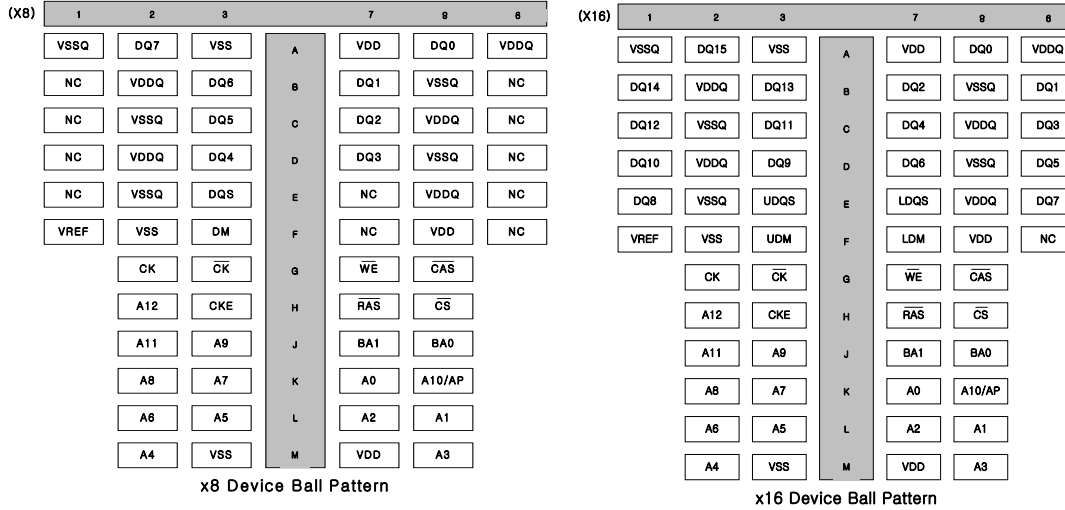 (X8) 1 2 3 7 9 6
VSSQ DQ7 VSS A VDD DQ0 VDDQ
NC VDDQ DQ6 B DQ1 VSSQ NC
NC VSSQ DQ5 C DQ2 VDDQ NC
NC VDDQ DQ4 D DQ3 VSSQ NC
NC VSSQ DQS E NC VDDQ NC
VREF VSS DM F NC VDD NC
CK CK G WE CAS
A12 CKE H RAS CS
A11 A9 J BA1 BA0
A8 A7 K A0 A10/AP
A6 A5 L A2 A1
A4 VSS M VDD A3
x8 Device Ball Pattern
(X16) 1 2 3 7 9 6
VSSQ DQ15 VSS A VDD DQ0 VDDQ
DQ14 VDDQ DQ13 B DQ2 VSSQ DQ1
DQ12 VSSQ DQ11 C DQ4 VDDQ DQ3
DQ10 VDDQ DQ9 D DQ6 VSSQ DQ5
DQ8 VSSQ UDQS E LDQS VDDQ DQ7
VREF VSS UDM F LDM VDD NC
CK CK G WE CAS
A12 CKE H RAS CS
A11 A9 J BA1 BA0
A8 A7 K A0 A10/AP
A6 A5 L A2 A1
A4 VSS M VDD A3
x16 Device Ball Pattern